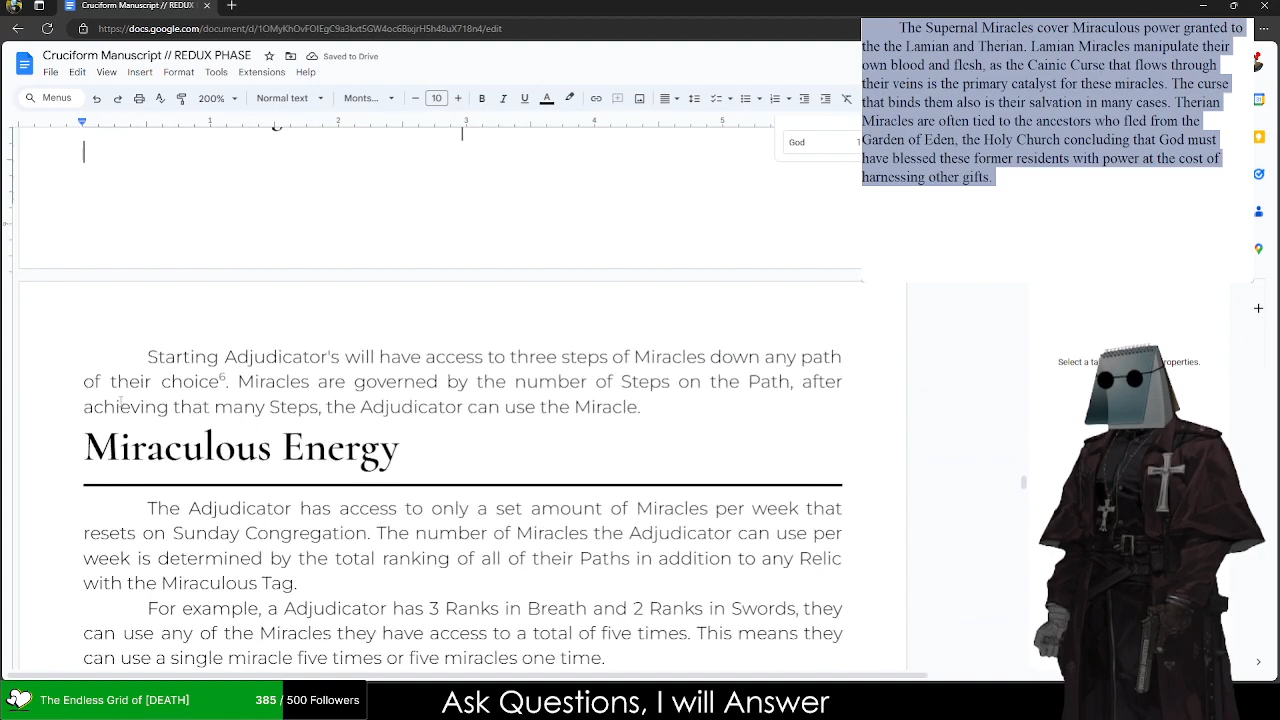 Cruciform Manuscript // REDUX
https://docs.google.com/document/d/1OMyKhOvFOIEgC9a3kxt5GW4oc6BixjrH5h48uX17rn4/edit
Cruciform Manuscript // REDUX PHASE
Saved to Drive
File Edit View Insert Format Tools Extensions Help
Menus
200%
Normal text
Monts...
10
B I U A
1 2 3 4 5
God
The Supernal Miracles cover Miraculous power granted to
the the Lamian and Therian. Lamian Miracles manipulate their
own blood and flesh, as the Cainic Curse that flows through
their veins is the primary catalyst for these miracles. The curse
that binds them also is their salvation in many cases. Therian
Miracles are often tied to the ancestors who fled from the
Garden of Eden, the Holy Church concluding that God must
have blessed these former residents with power at the cost of
harnessing other gifts.
Starting Adjudicator's will have access to three steps of Miracles down any path
of their choice6. Miracles are governed by the number of Steps on the Path, after
achieving that many Steps, the Adjudicator can use the Miracle.
Miraculous Energy
The Adjudicator has access to only a set amount of Miracles per week that
resets on Sunday Congregation. The number of Miracles the Adjudicator can use per
week is determined by the total ranking of all of their Paths in addition to any Relic
with the Miraculous Tag.
For example, a Adjudicator has 3 Ranks in Breath and 2 Ranks in Swords, they
can use any of the Miracles they have access to a total of five times. This means they
can use a single miracle five times or five miracles one time.
Select a ta
roperties.
The Endless Grid of [DEATH]
385 / 500 Followers
Ask Questions, I will Answer